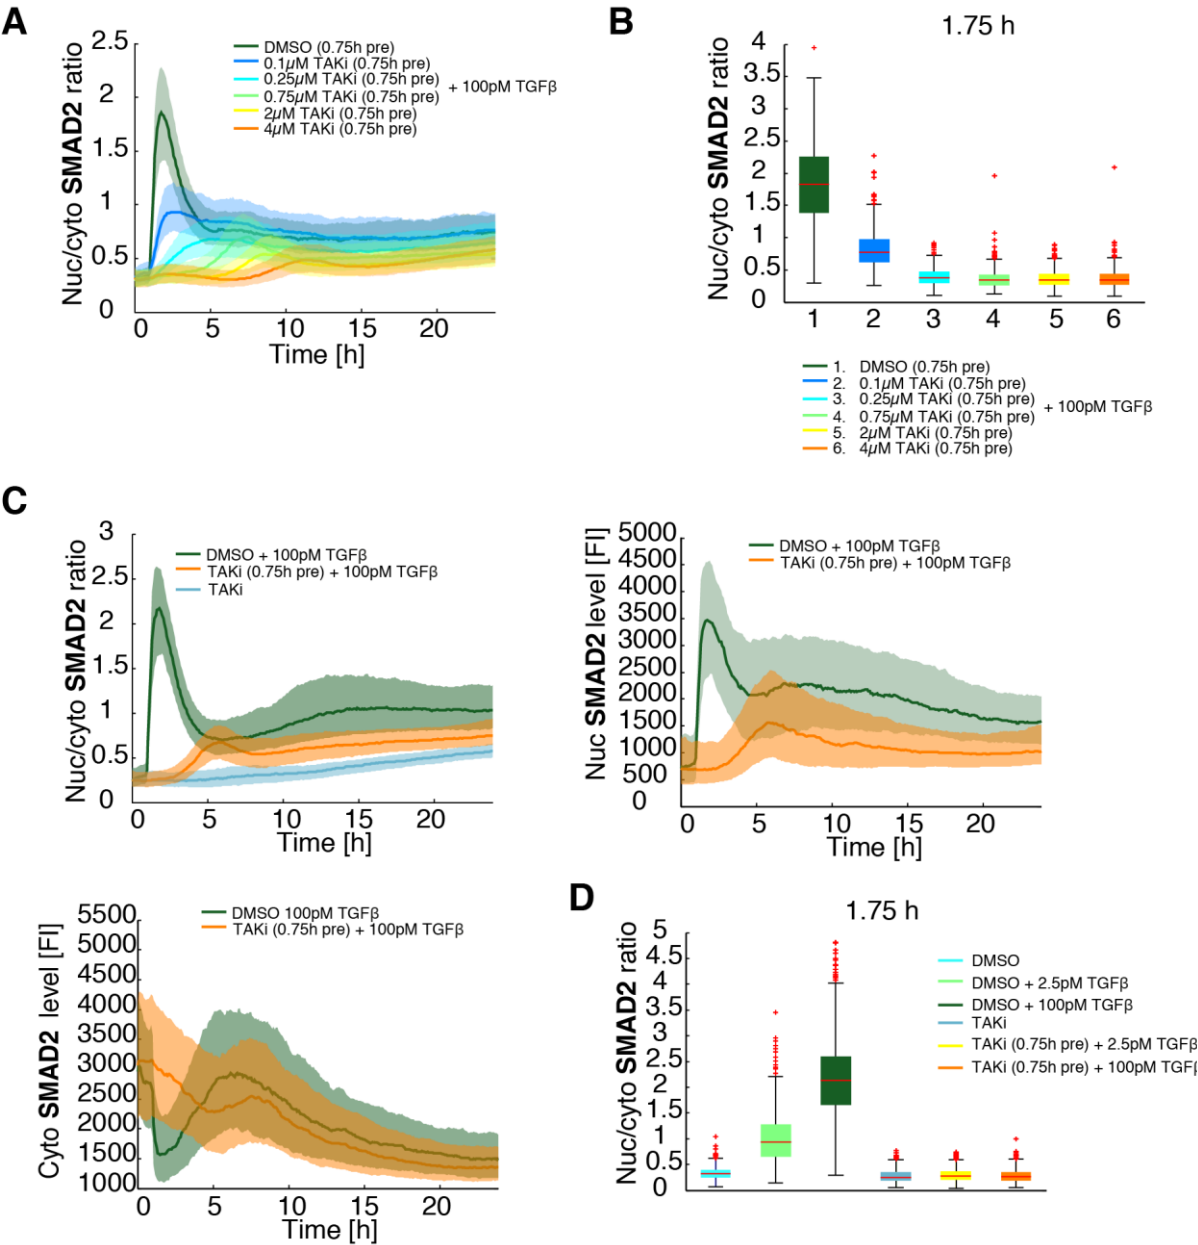 A
Nuc/cyto SMAD2 ratio
2.5
2
1.5
1
0.5
0
0 5 10 15 20
Time [h]
DMSO (0.75h pre)
0.1µM TAKi (0.75h pre)
0.25µM TAKi (0.75h pre)
0.75µM TAKi (0.75h pre)
2µM TAKi (0.75h pre)
4µM TAKi (0.75h pre)
+ 100pM TGFβ
B
1.75 h
Nuc/cyto SMAD2 ratio
4
3.5
3
2.5
2
1.5
1
0.5
0
1 2 3 4 5 6
1. DMSO (0.75h pre)
2. 0.1µM TAKi (0.75h pre)
3. 0.25µM TAKi (0.75h pre)
4. 0.75µM TAKi (0.75h pre)
5. 2µM TAKi (0.75h pre)
6. 4µM TAKi (0.75h pre)
+ 100pM TGFβ
C
Nuc/cyto SMAD2 ratio
3
2.5
2
1.5
1
0.5
0
0 5 10 15 20
Time [h]
DMSO + 100pM TGFβ
TAKi (0.75h pre) + 100pM TGFβ
TAKi
Nuc SMAD2 level [FI]
5000
4500
4000
3500
3000
2500
2000
1500
1000
500
0
0 5 10 15 20
Time [h]
DMSO + 100pM TGFβ
TAKi (0.75h pre) + 100pM TGFβ
Cyto SMAD2 level [FI]
5500
5000
4500
4000
3500
3000
2500
2000
1500
1000
0 5 10 15 20
Time [h]
DMSO 100pM TGFβ
TAKi (0.75h pre) + 100pM TGFβ
D
1.75 h
Nuc/cyto SMAD2 ratio
5
4.5
4
3.5
3
2.5
2
1.5
1
0.5
0
DMSO
DMSO + 2.5pM TGFβ
DMSO + 100pM TGFβ
TAKi
TAKi (0.75h pre) + 2.5pM TGFβ
TAKi (0.75h pre) + 100pM TGFβ